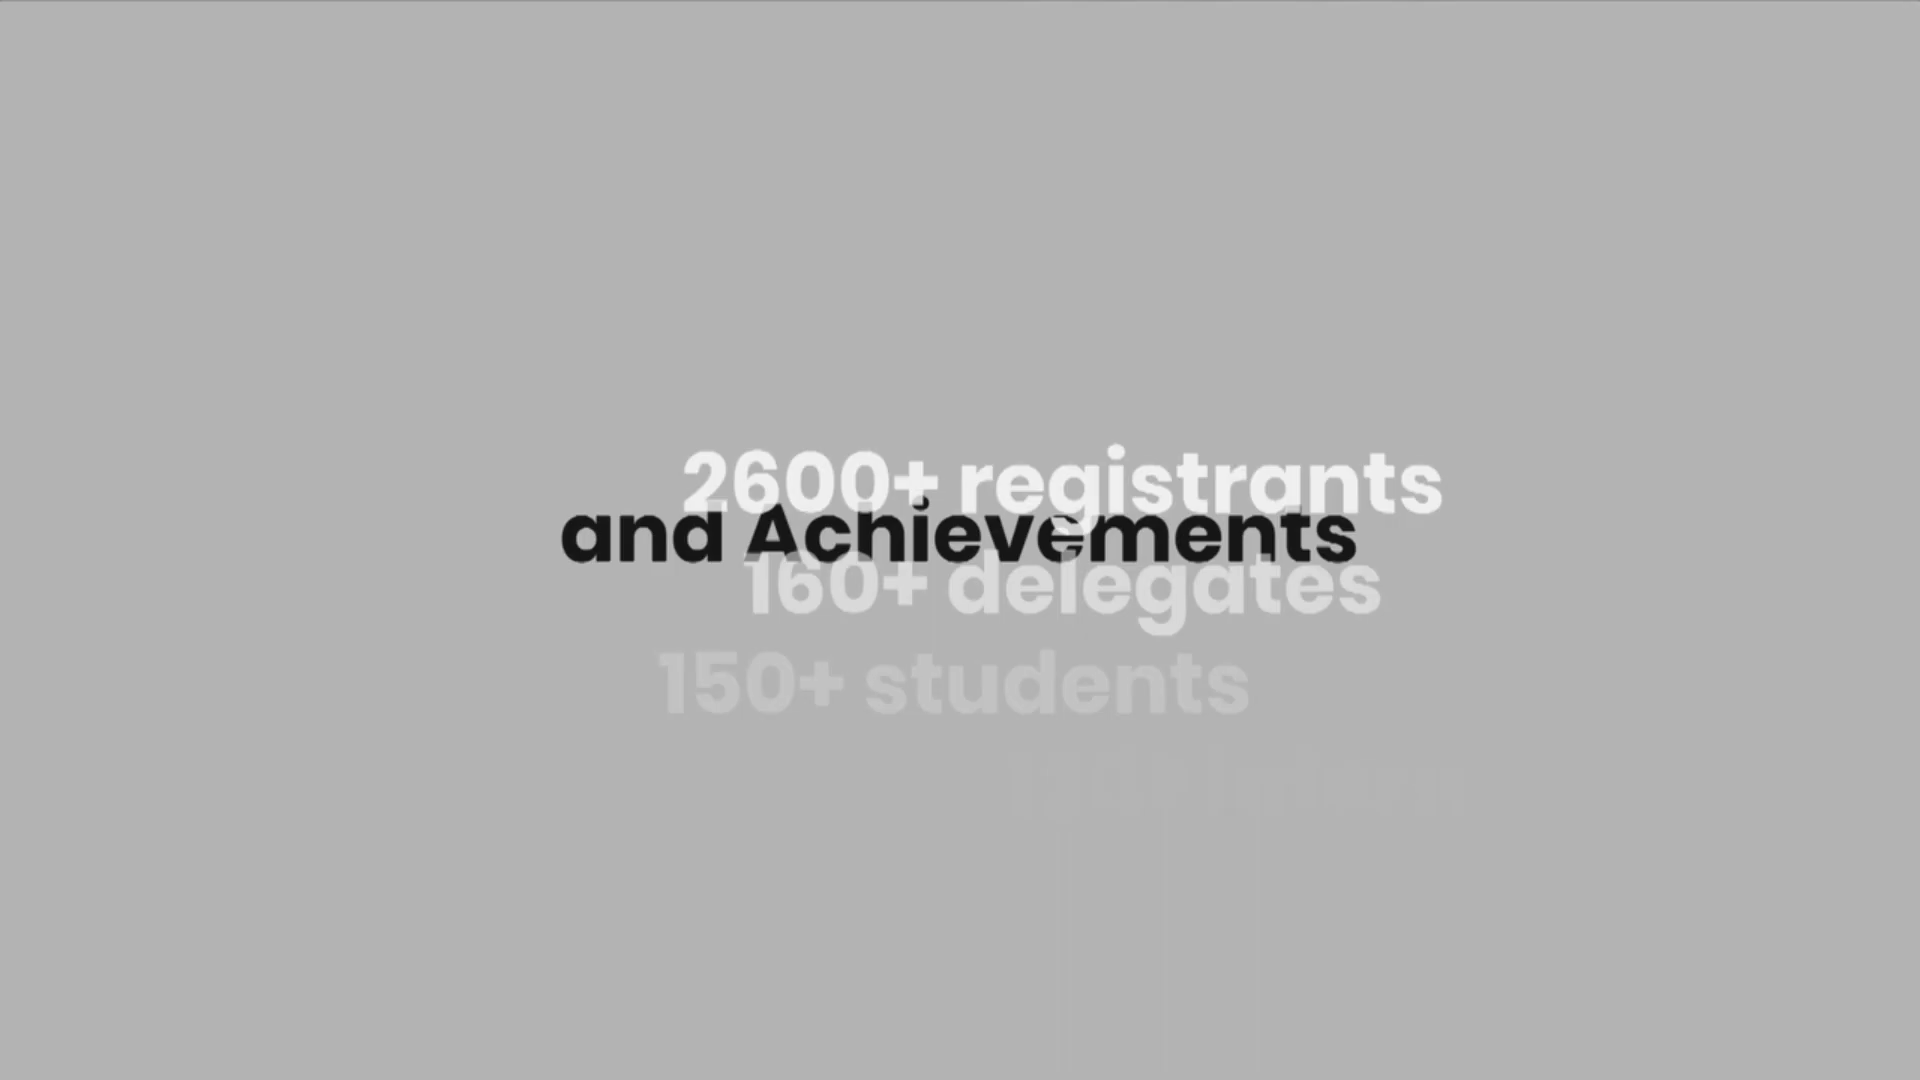 2600+ registrants
and Achievements
160+ delegates
150+ students